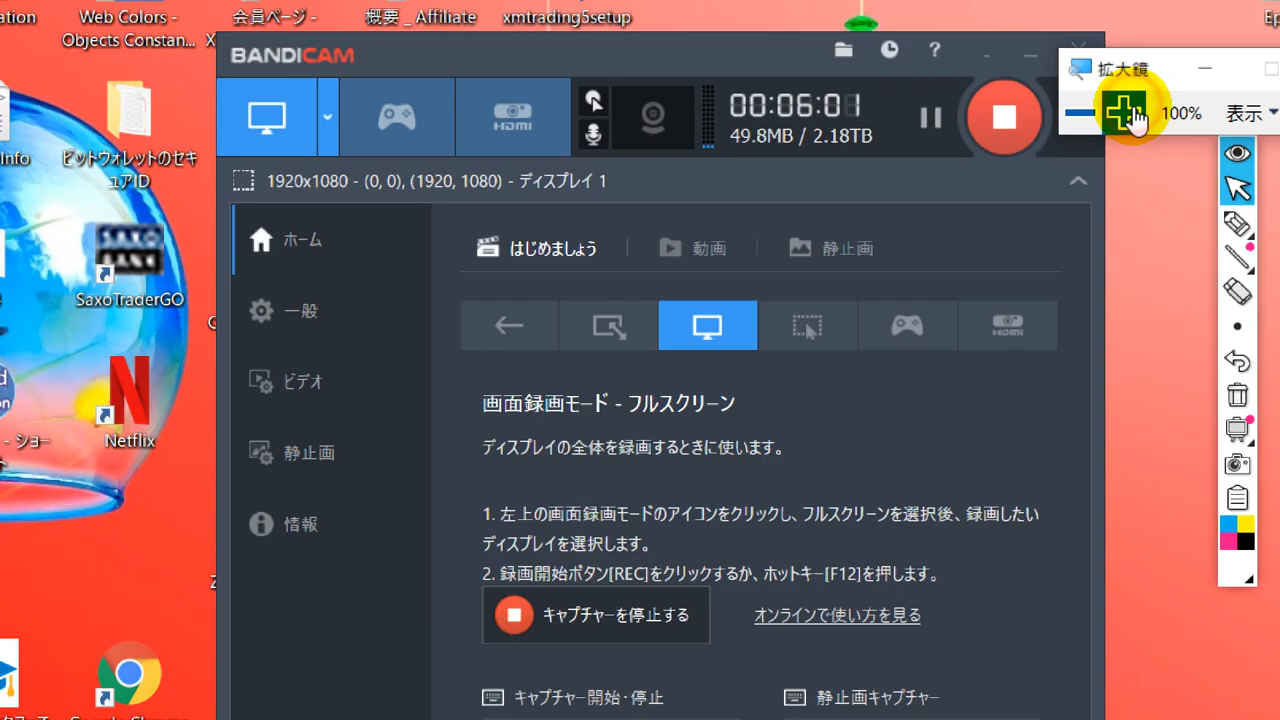 ation
Web Colors -
Objects Constan...
会員ページ -
X
概要 _ Affiliate
xmtrading5setup
Ep
BANDICAM
?
拡大鏡
100%
表示
HDMI
00:06:01
49.8MB / 2.18TB
1920x1080 - (0, 0), (1920, 1080) - ディスプレイ 1
Info
ビットウォレットのセキ
ュアID
SAXO
BANK
SaxoTraderGO
Netflix
- ショー
Google Chrome
ホーム
一般
ビデオ
静止画
情報
はじめましょう
動画
静止画
HDMI
画面録画モード - フルスクリーン
ディスプレイの全体を録画するときに使います。
1. 左上の画面録画モードのアイコンをクリックし、フルスクリーンを選択後、録画したい
ディスプレイを選択します。
2. 録画開始ボタン[REC]をクリックするか、ホットキー[F12]を押します。
キャプチャーを停止する
オンラインで使い方を見る
キャプチャー開始・停止
静止画キャプチャー